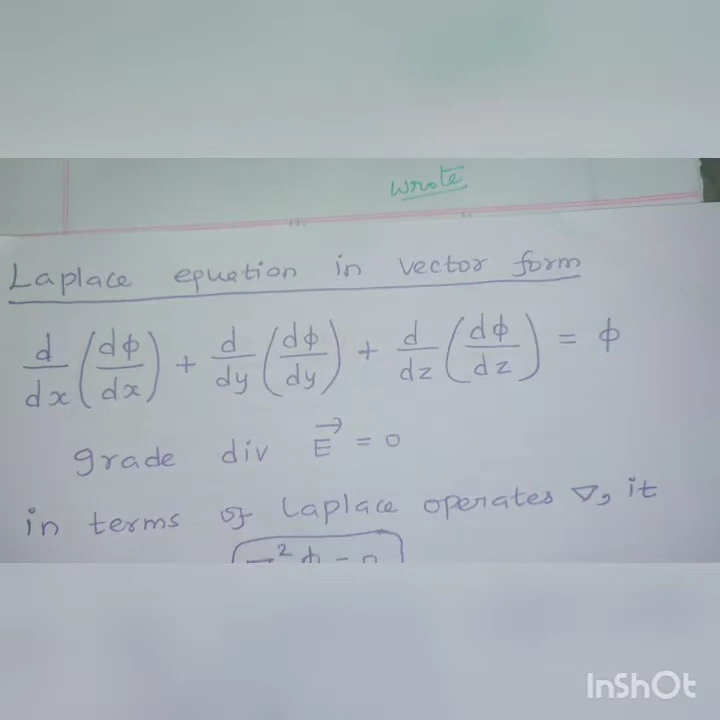 wrote
Laplace equation in vector form
d/dx (dϕ/dx) + d/dy (dϕ/dy) + d/dz (dϕ/dz) = ϕ
grade div E⃗ = 0
in terms of Laplace operates ∇, it
InShOt